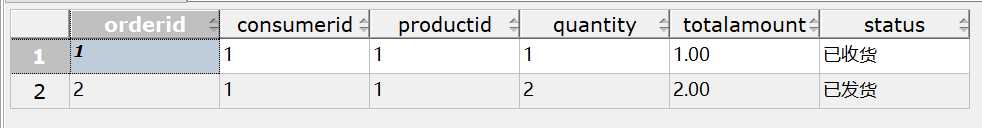 orderid consumerid productid quantity totalamount status
1 1 1 1 1 1.00 已收货
2 2 1 1 2 2.00 已发货